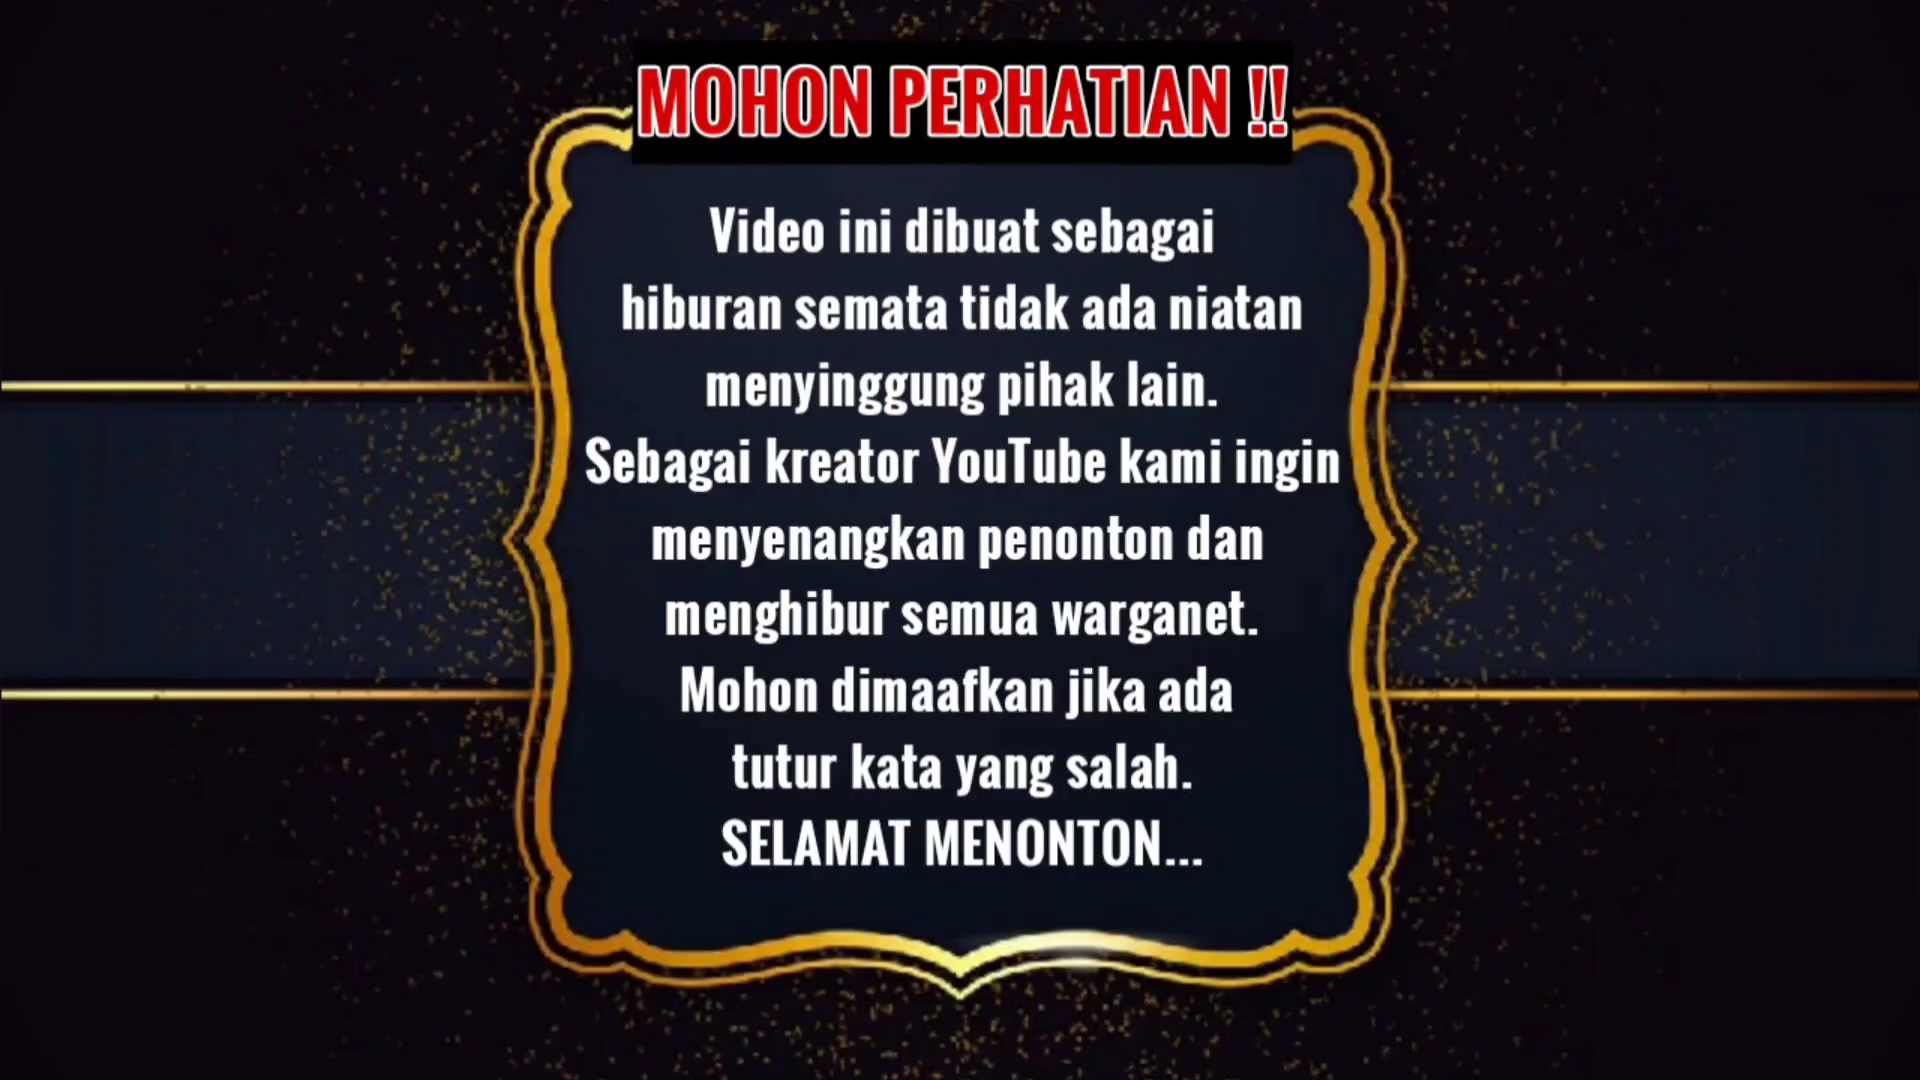 MOHON PERHATIAN !!
Video ini dibuat sebagai
hiburan semata tidak ada niatan
menyinggung pihak lain.
Sebagai kreator YouTube kami ingin
menyenangkan penonton dan
menghibur semua warganet.
Mohon dimaafkan jika ada
tutur kata yang salah.
SELAMAT MENONTON...